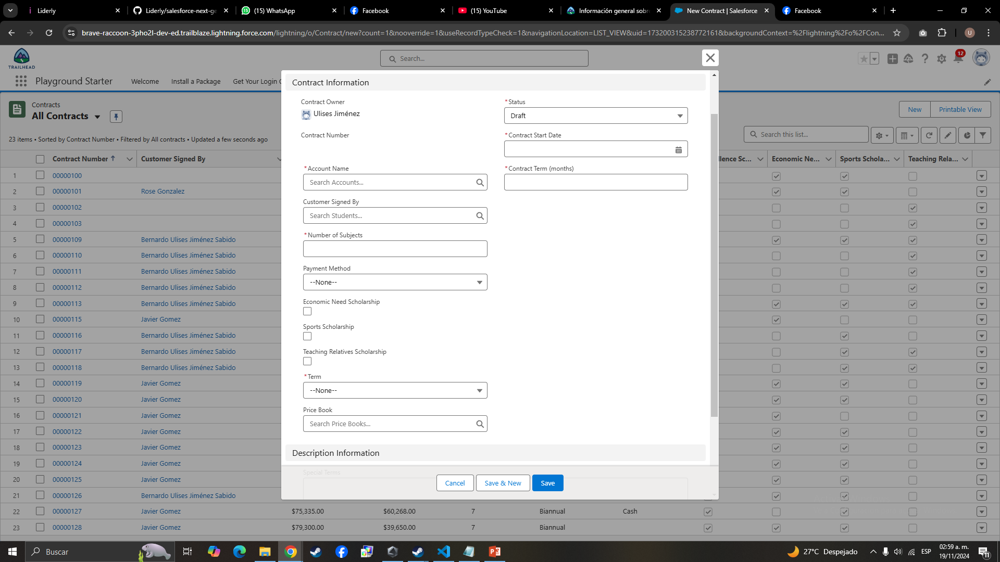 Liderly
Liderly/salesforce-next-ge
(15) WhatsApp
Facebook
(15) YouTube
Información general sobre
New Contract | Salesforce
Facebook
brave-raccoon-3pho2l-dev-ed.trailblaze.lightning.force.com/lightning/o/Contract/new?count=1&nooverride=1&useRecordTypeCheck=1&navigationLocation=LIST_VIEW&uid=173200315238772161&backgroundContext=%2Flightning%2Fo%2FCon...
U
TRAILHEAD
Search...
12
Playground Starter
Welcome
Install a Package
Get Your Login
Contracts
All Contracts
New
Printable View
23 items • Sorted by Contract Number • Filtered by All contracts • Updated a few seconds ago
Search this list...
Contract Number
Customer Signed By
llence Sc...
Economic Ne...
Sports Schola...
Teaching Rela...
1 00000100
2 00000101 Rose Gonzalez
3 00000102
4 00000103
5 00000109 Bernardo Ulises Jiménez Sabido
6 00000110 Bernardo Ulises Jiménez Sabido
7 00000111 Bernardo Ulises Jiménez Sabido
8 00000112 Bernardo Ulises Jiménez Sabido
9 00000113 Bernardo Ulises Jiménez Sabido
10 00000115 Javier Gomez
11 00000116 Bernardo Ulises Jiménez Sabido
12 00000117 Bernardo Ulises Jiménez Sabido
13 00000118 Bernardo Ulises Jiménez Sabido
14 00000119 Javier Gomez
15 00000120 Javier Gomez
16 00000121 Javier Gomez
17 00000122 Javier Gomez
18 00000123 Javier Gomez
19 00000124 Javier Gomez
20 00000125 Javier Gomez
21 00000126 Bernardo Ulises Jiménez Sabido
22 00000127 Javier Gomez $75,335.00 $60,268.00 7 Biannual Cash
23 00000128 Javier Gomez $79,300.00 $39,650.00 7 Biannual
Contract Information
Contract Owner
Ulises Jiménez
*Status
Draft
Contract Number
*Contract Start Date
*Account Name
Search Accounts...
*Contract Term (months)
Customer Signed By
Search Students...
*Number of Subjects
Payment Method
--None--
Economic Need Scholarship
Sports Scholarship
Teaching Relatives Scholarship
*Term
--None--
Price Book
Search Price Books...
Description Information
Special Terms
Cancel
Save & New
Save
Buscar
27°C Despejado
ESP
02:59 a. m.
19/11/2024
11